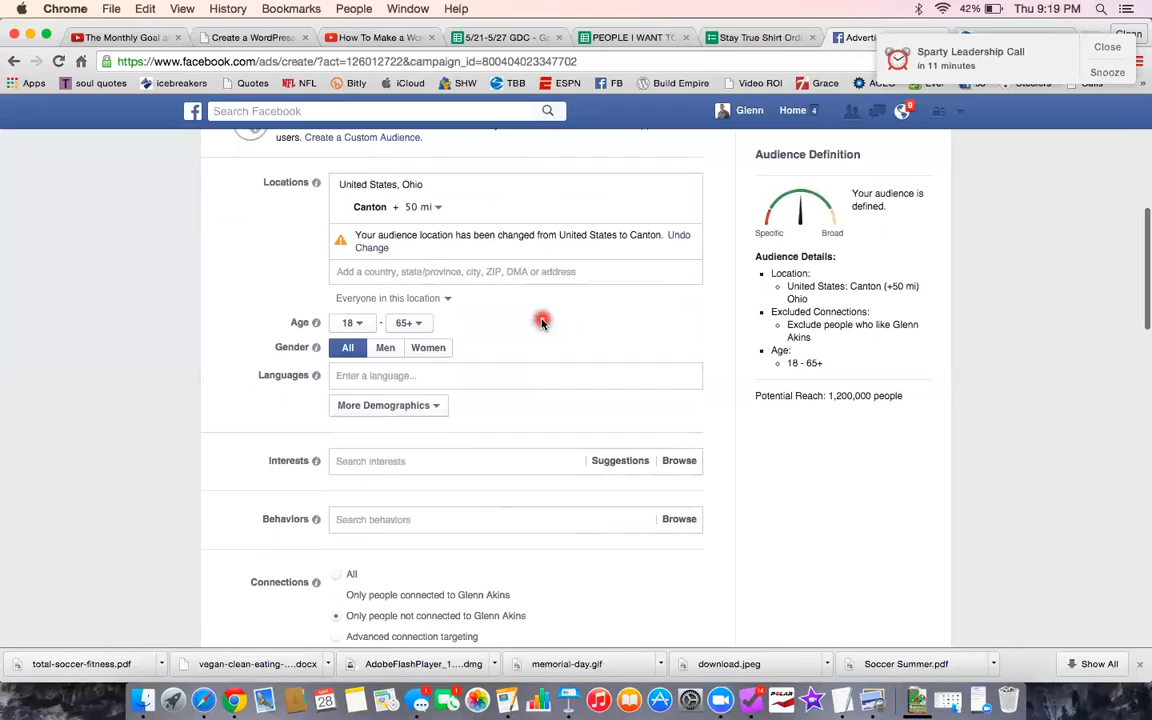 Chrome File Edit View History Bookmarks People Window Help 42% Thu 9:19 PM
The Monthly Goal a Create a WordPress How To Make a Wo 5/21-5/27 GDC - Go PEOPLE I WANT TO Stay True Shirt Ord Adverti Glenn
https://www.facebook.com/ads/create/?act=126012722&campaign_id=800404023347702
Sparty Leadership Call
in 11 minutes
Close
Snooze
Apps soul quotes icebreakers Quotes NFL Bitly iCloud SHW TBB ESPN FB Build Empire Video ROI Grace
Search Facebook Glenn Home 4 9
users. Create a Custom Audience.
Locations United States, Ohio
Canton + 50 mi
Your audience location has been changed from United States to Canton. Undo
Change
Add a country, state/province, city, ZIP, DMA or address
Everyone in this location
Age 18 - 65+
Gender All Men Women
Languages Enter a language...
More Demographics
Interests Search interests Suggestions Browse
Behaviors Search behaviors Browse
Connections All
Only people connected to Glenn Akins
Only people not connected to Glenn Akins
Advanced connection targeting
Audience Definition
Your audience is
defined.
Specific Broad
Audience Details:
Location:
United States: Canton (+50 mi)
Ohio
Excluded Connections:
Exclude people who like Glenn
Akins
Age:
18 - 65+
Potential Reach: 1,200,000 people
total-soccer-fitness.pdf vegan-clean-eating-....docx AdobeFlashPlayer_1....dmg memorial-day.gif download.jpeg Soccer Summer.pdf Show All
28 14